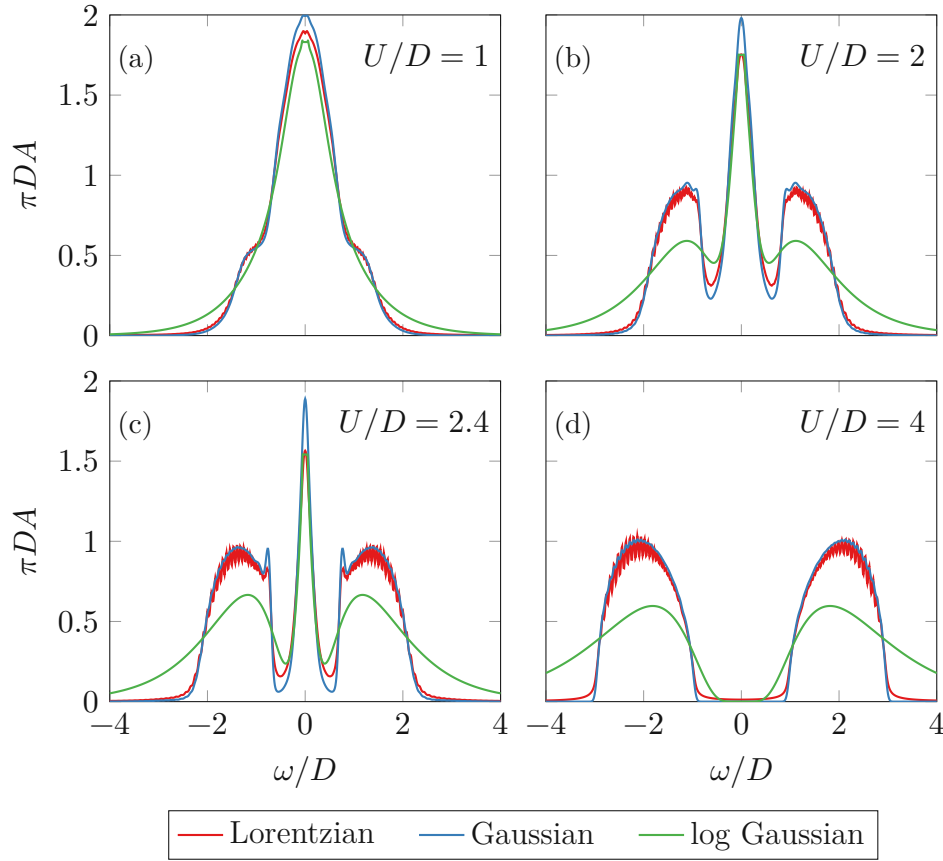 (a) U/D = 1
(b) U/D = 2
2
1.5
1
0.5
0
πDA
(c) U/D = 2.4
(d) U/D = 4
2
1.5
1
0.5
0
πDA
−4 −2 0 2 4
−4 −2 0 2 4
ω/D ω/D
Lorentzian Gaussian log Gaussian